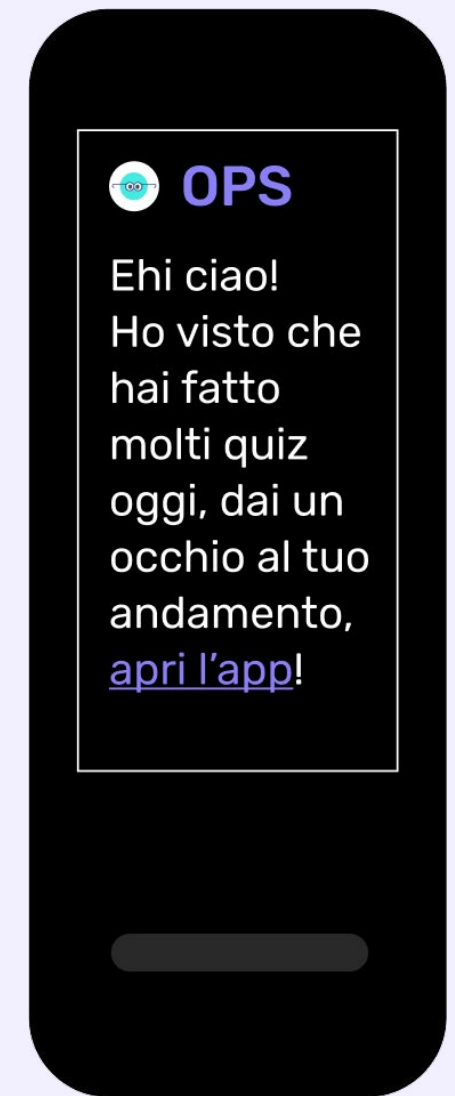 OPS
Ehi ciao!
Ho visto che
hai fatto
molti quiz
oggi, dai un
occhio al tuo
andamento,
apri l’app!